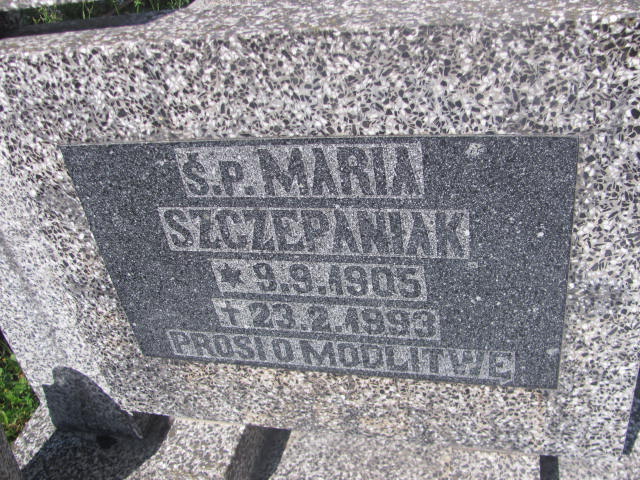 Ś.P. MARIA
SZCZEPANIAK
* 9.9.1905
✝ 23.2.1993
PROSI O MODLITWĘ